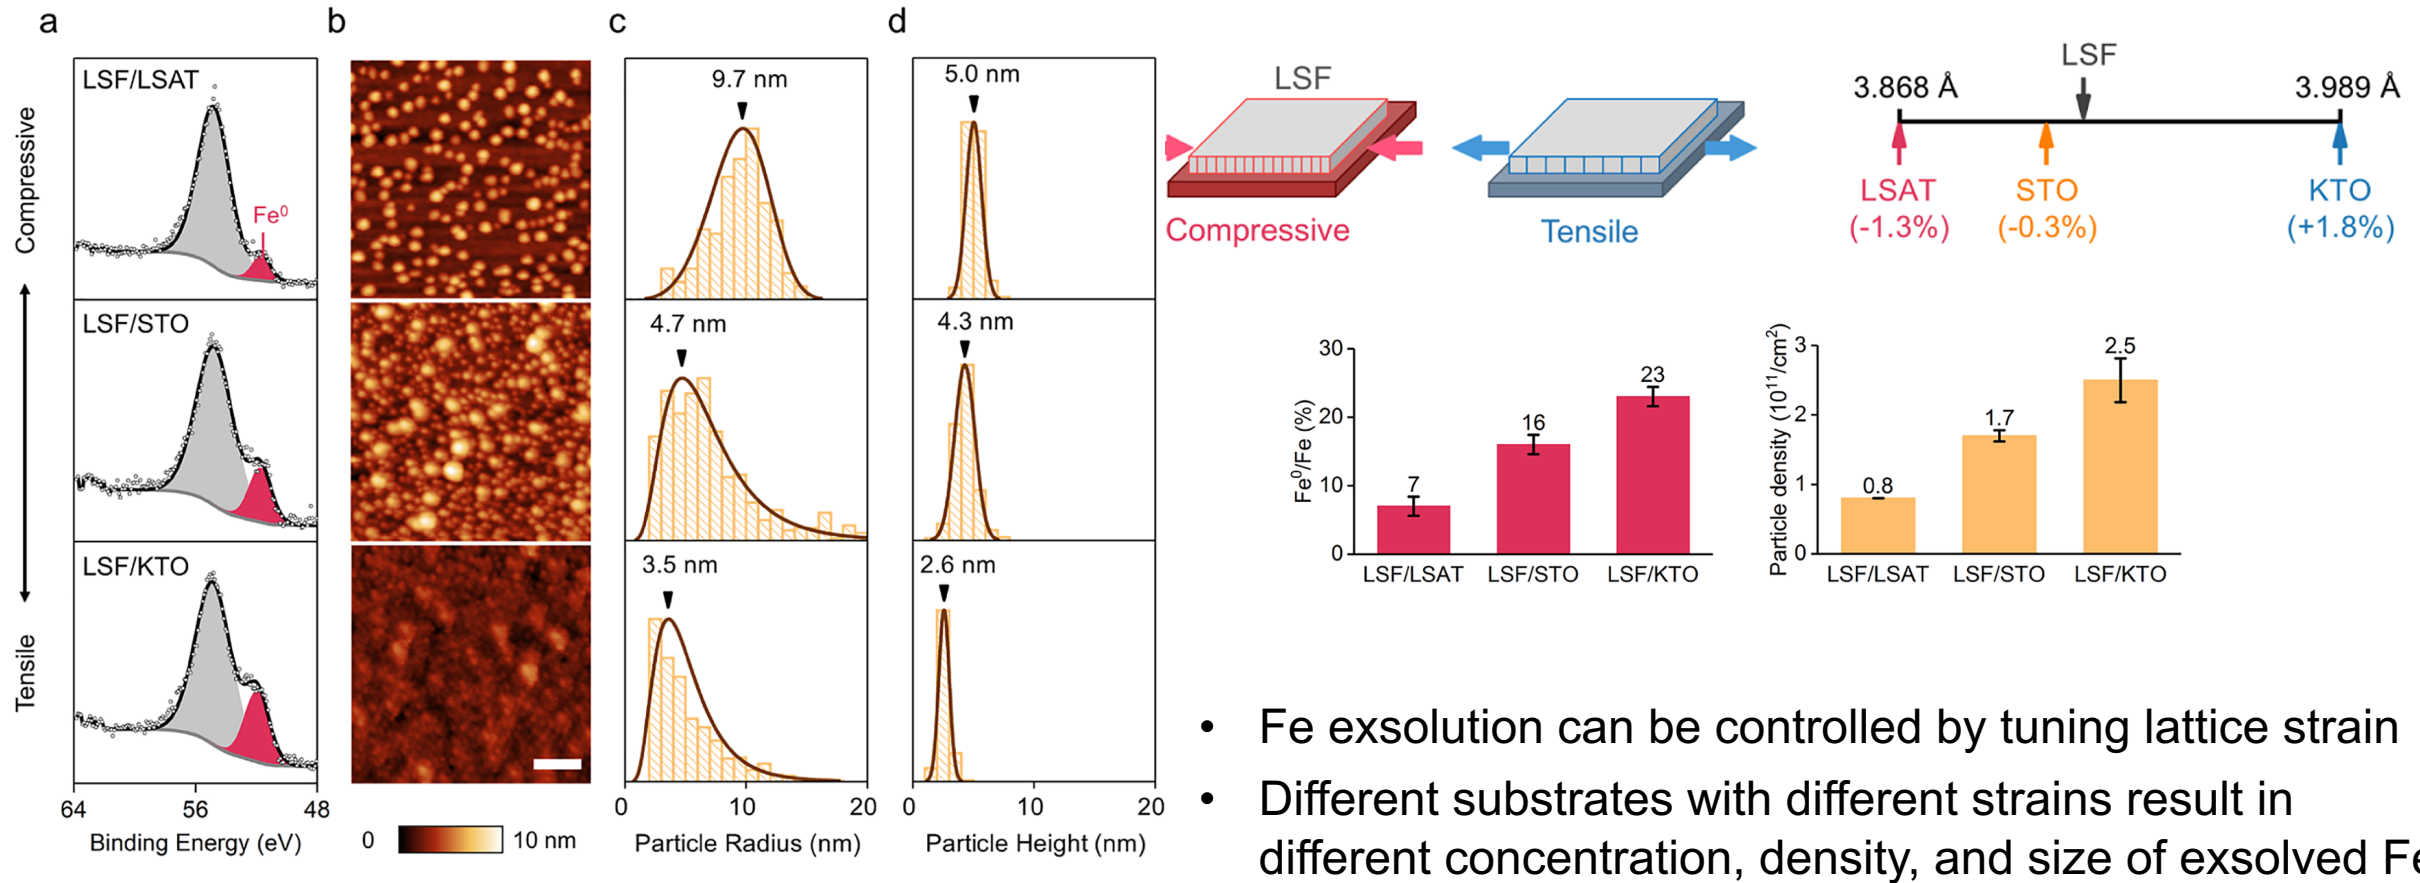 a
b
c
d
Compressive
Tensile
LSF/LSAT
Fe⁰
LSF/STO
LSF/KTO
64 56 48
Binding Energy (eV)
0 10 nm
9.7 nm
4.7 nm
3.5 nm
0 10 20
Particle Radius (nm)
5.0 nm
4.3 nm
2.6 nm
0 10 20
Particle Height (nm)
LSF
Compressive
Tensile
LSF
3.868 Å 3.989 Å
LSAT STO KTO
(-1.3%) (-0.3%) (+1.8%)
Fe⁰/Fe (%)
30
20
10
0
7 16 23
LSF/LSAT LSF/STO LSF/KTO
Particle density (10¹¹/cm²)
3
2
1
0
0.8 1.7 2.5
LSF/LSAT LSF/STO LSF/KTO
• Fe exsolution can be controlled by tuning lattice strain
• Different substrates with different strains result in
different concentration, density, and size of exsolved Fe